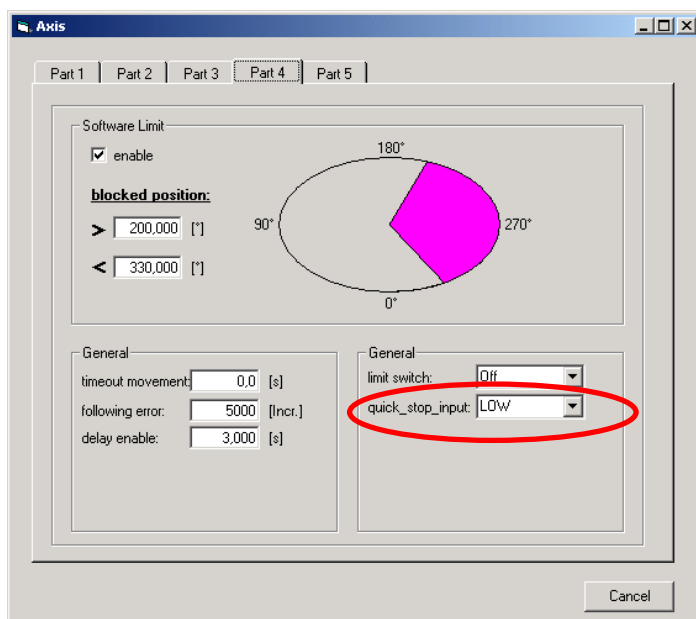 Axis
Part 1 Part 2 Part 3 Part 4 Part 5
Software Limit
enable
blocked position:
> 200,000 [°]
< 330,000 [°]
180°
90°
270°
0°
General
timeout movement: 0,0 [s]
following error: 5000 [Incr.]
delay enable: 3,000 [s]
General
limit switch: Off
quick_stop_input: LOW
Cancel